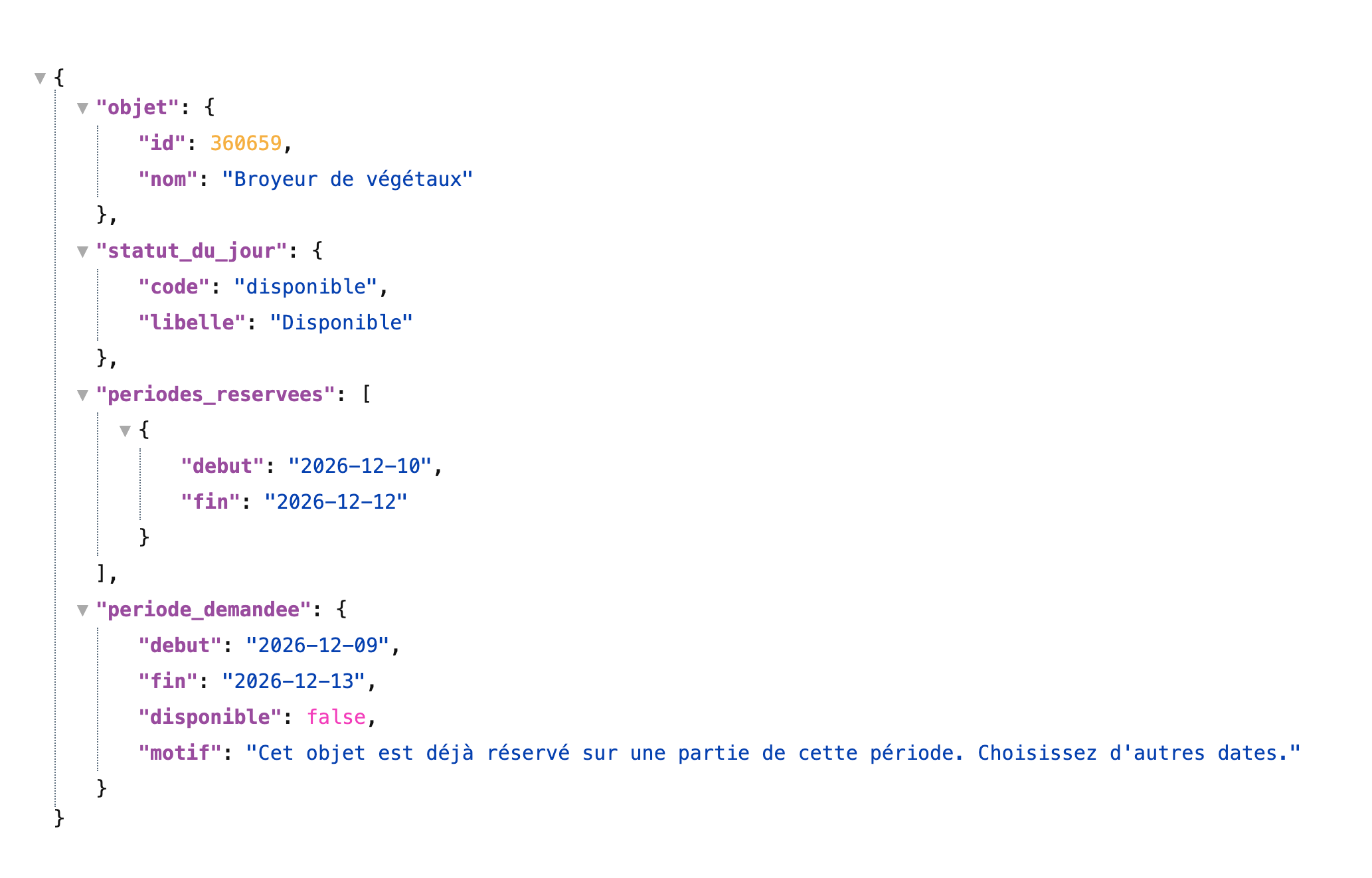 {
"objet": {
"id": 360659,
"nom": "Broyeur de végétaux"
},
"statut_du_jour": {
"code": "disponible",
"libelle": "Disponible"
},
"periodes_reservees": [
{
"debut": "2026-12-10",
"fin": "2026-12-12"
}
],
"periode_demandee": {
"debut": "2026-12-09",
"fin": "2026-12-13",
"disponible": false,
"motif": "Cet objet est déjà réservé sur une partie de cette période. Choisissez d'autres dates."
}
}